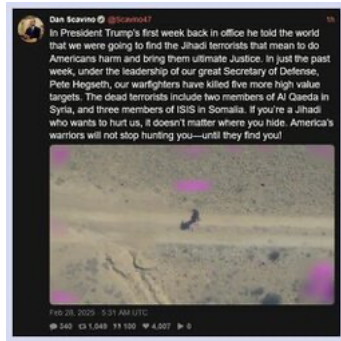 Dan Scavino @Scavino47 1h
In President Trump's first week back in office he told the world
that we were going to find the Jihadi terrorists that mean to do
Americans harm and bring them ultimate Justice. In just the past
week, under the leadership of our great Secretary of Defense,
Pete Hegseth, our warfighters have killed five more high value
targets. The dead terrorists include two members of Al Qaeda in
Syria, and three members of ISIS in Somalia. If you're a Jihadi
who wants to hurt us, it doesn't matter where you hide. America's
warriors will not stop hunting you—until they find you!
Feb 28, 2025 · 5:31 AM UTC
340 1,049 100 4,007 0